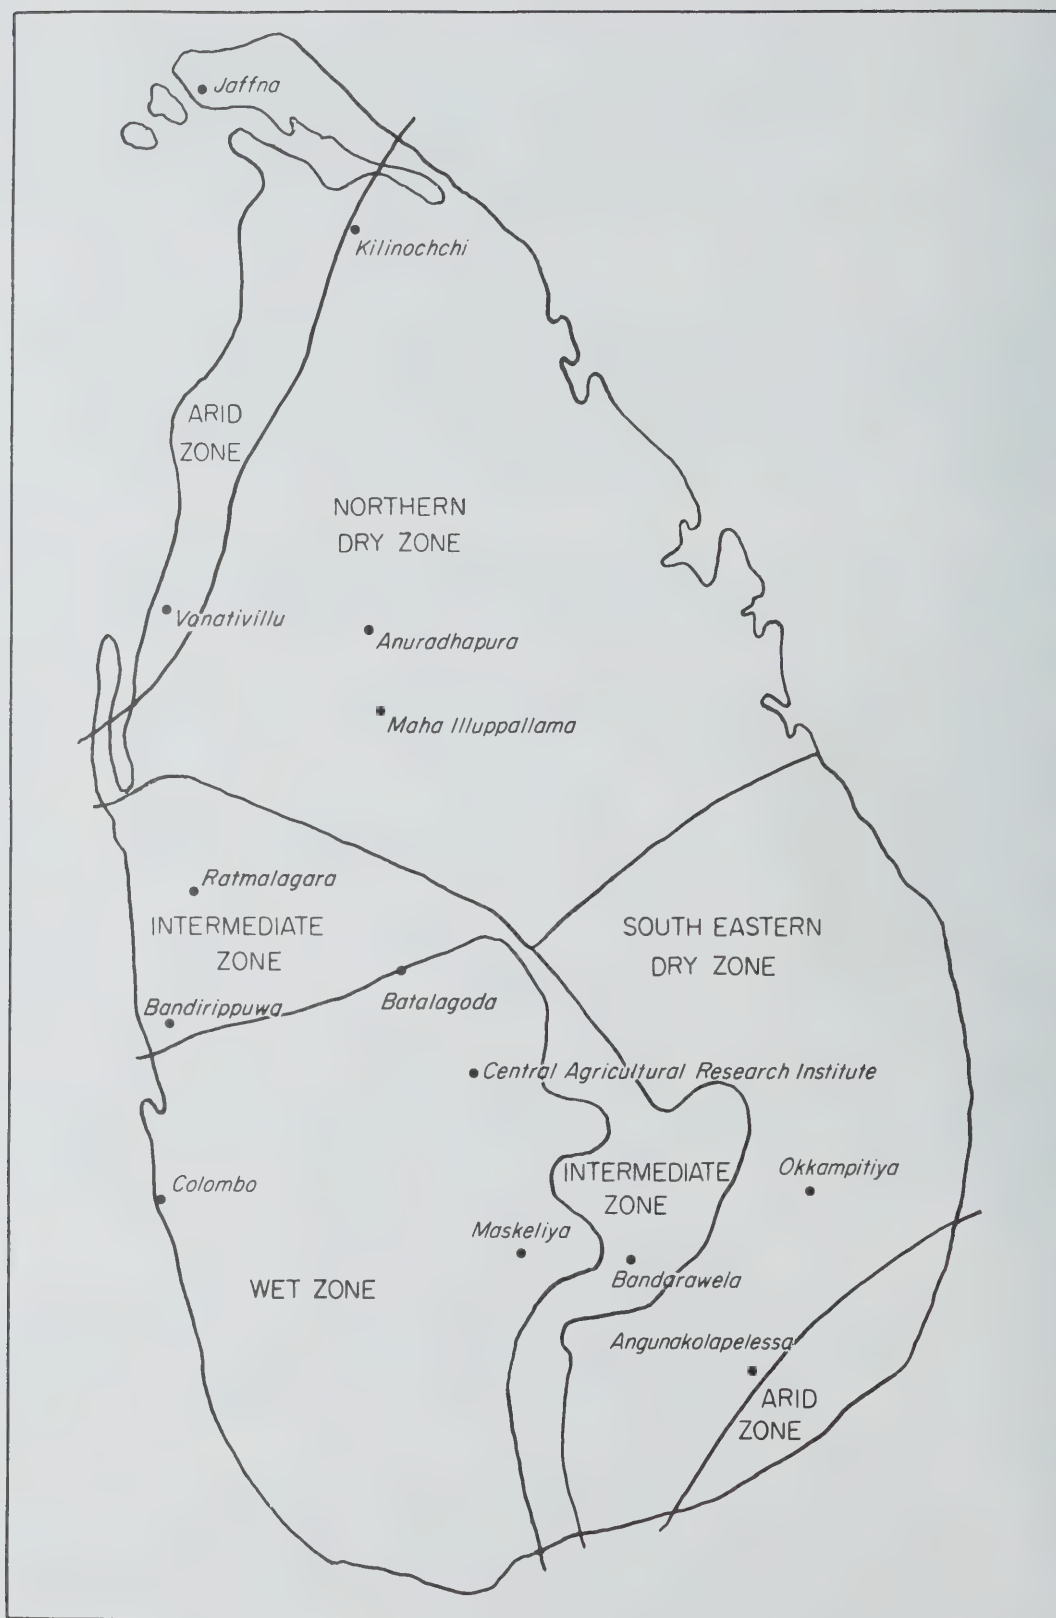 Jaffna
Kilinochchi
ARID
ZONE
NORTHERN
DRY ZONE
Vanativillu
Anuradhapura
Maha Illuppallama
Ratmalagara
INTERMEDIATE
ZONE
SOUTH EASTERN
DRY ZONE
Bandirippuwa
Batalagoda
Central Agricultural Research Institute
INTERMEDIATE
ZONE
Okkampitiya
Colombo
Maskeliya
WET ZONE
Bandarawela
Angunakolapelessa
ARID
ZONE